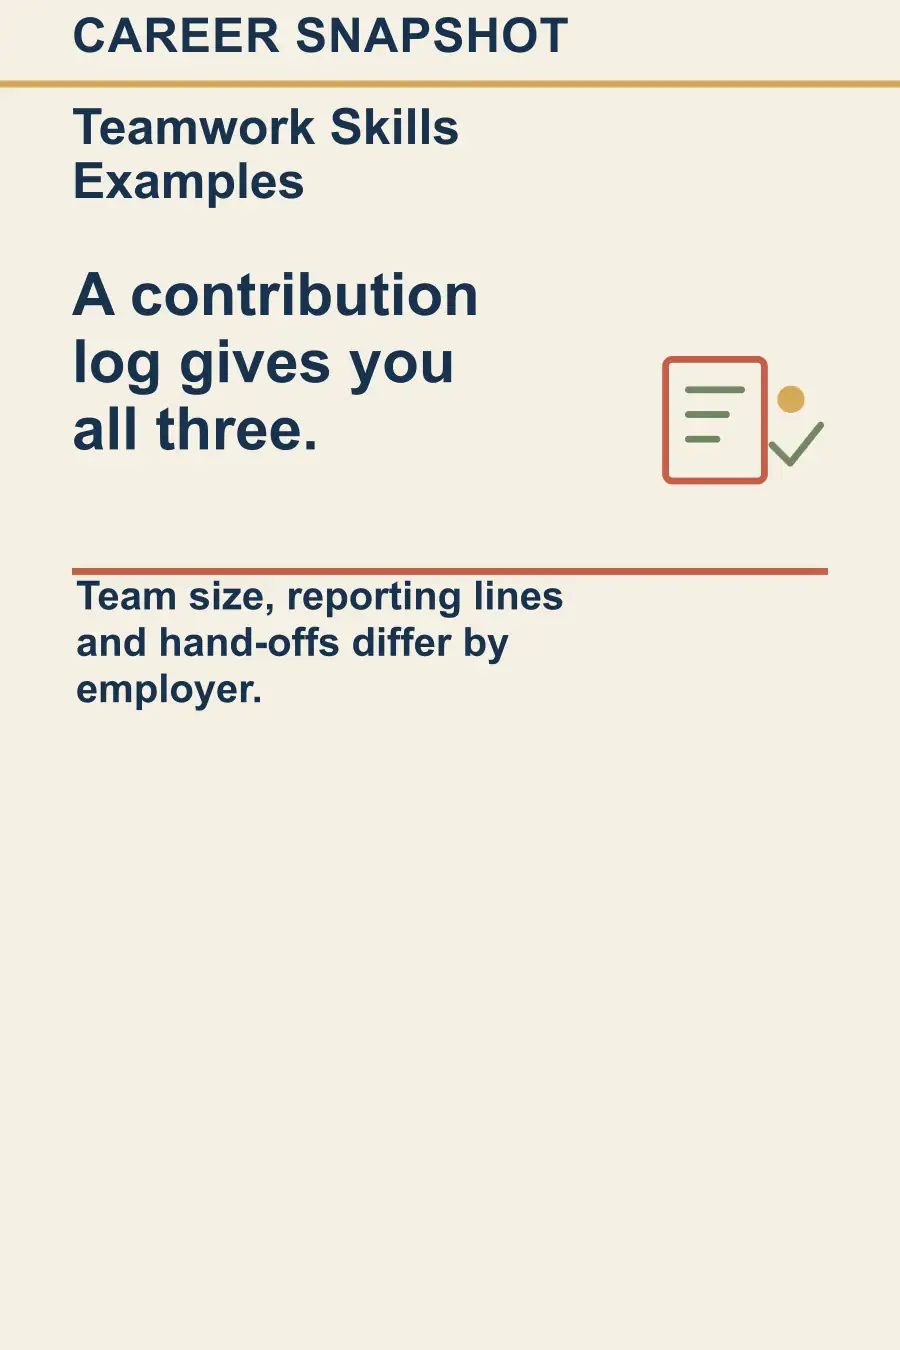 CAREER SNAPSHOT
Teamwork Skills
Examples
A contribution
log gives you
all three.
Team size, reporting lines
and hand-offs differ by
employer.